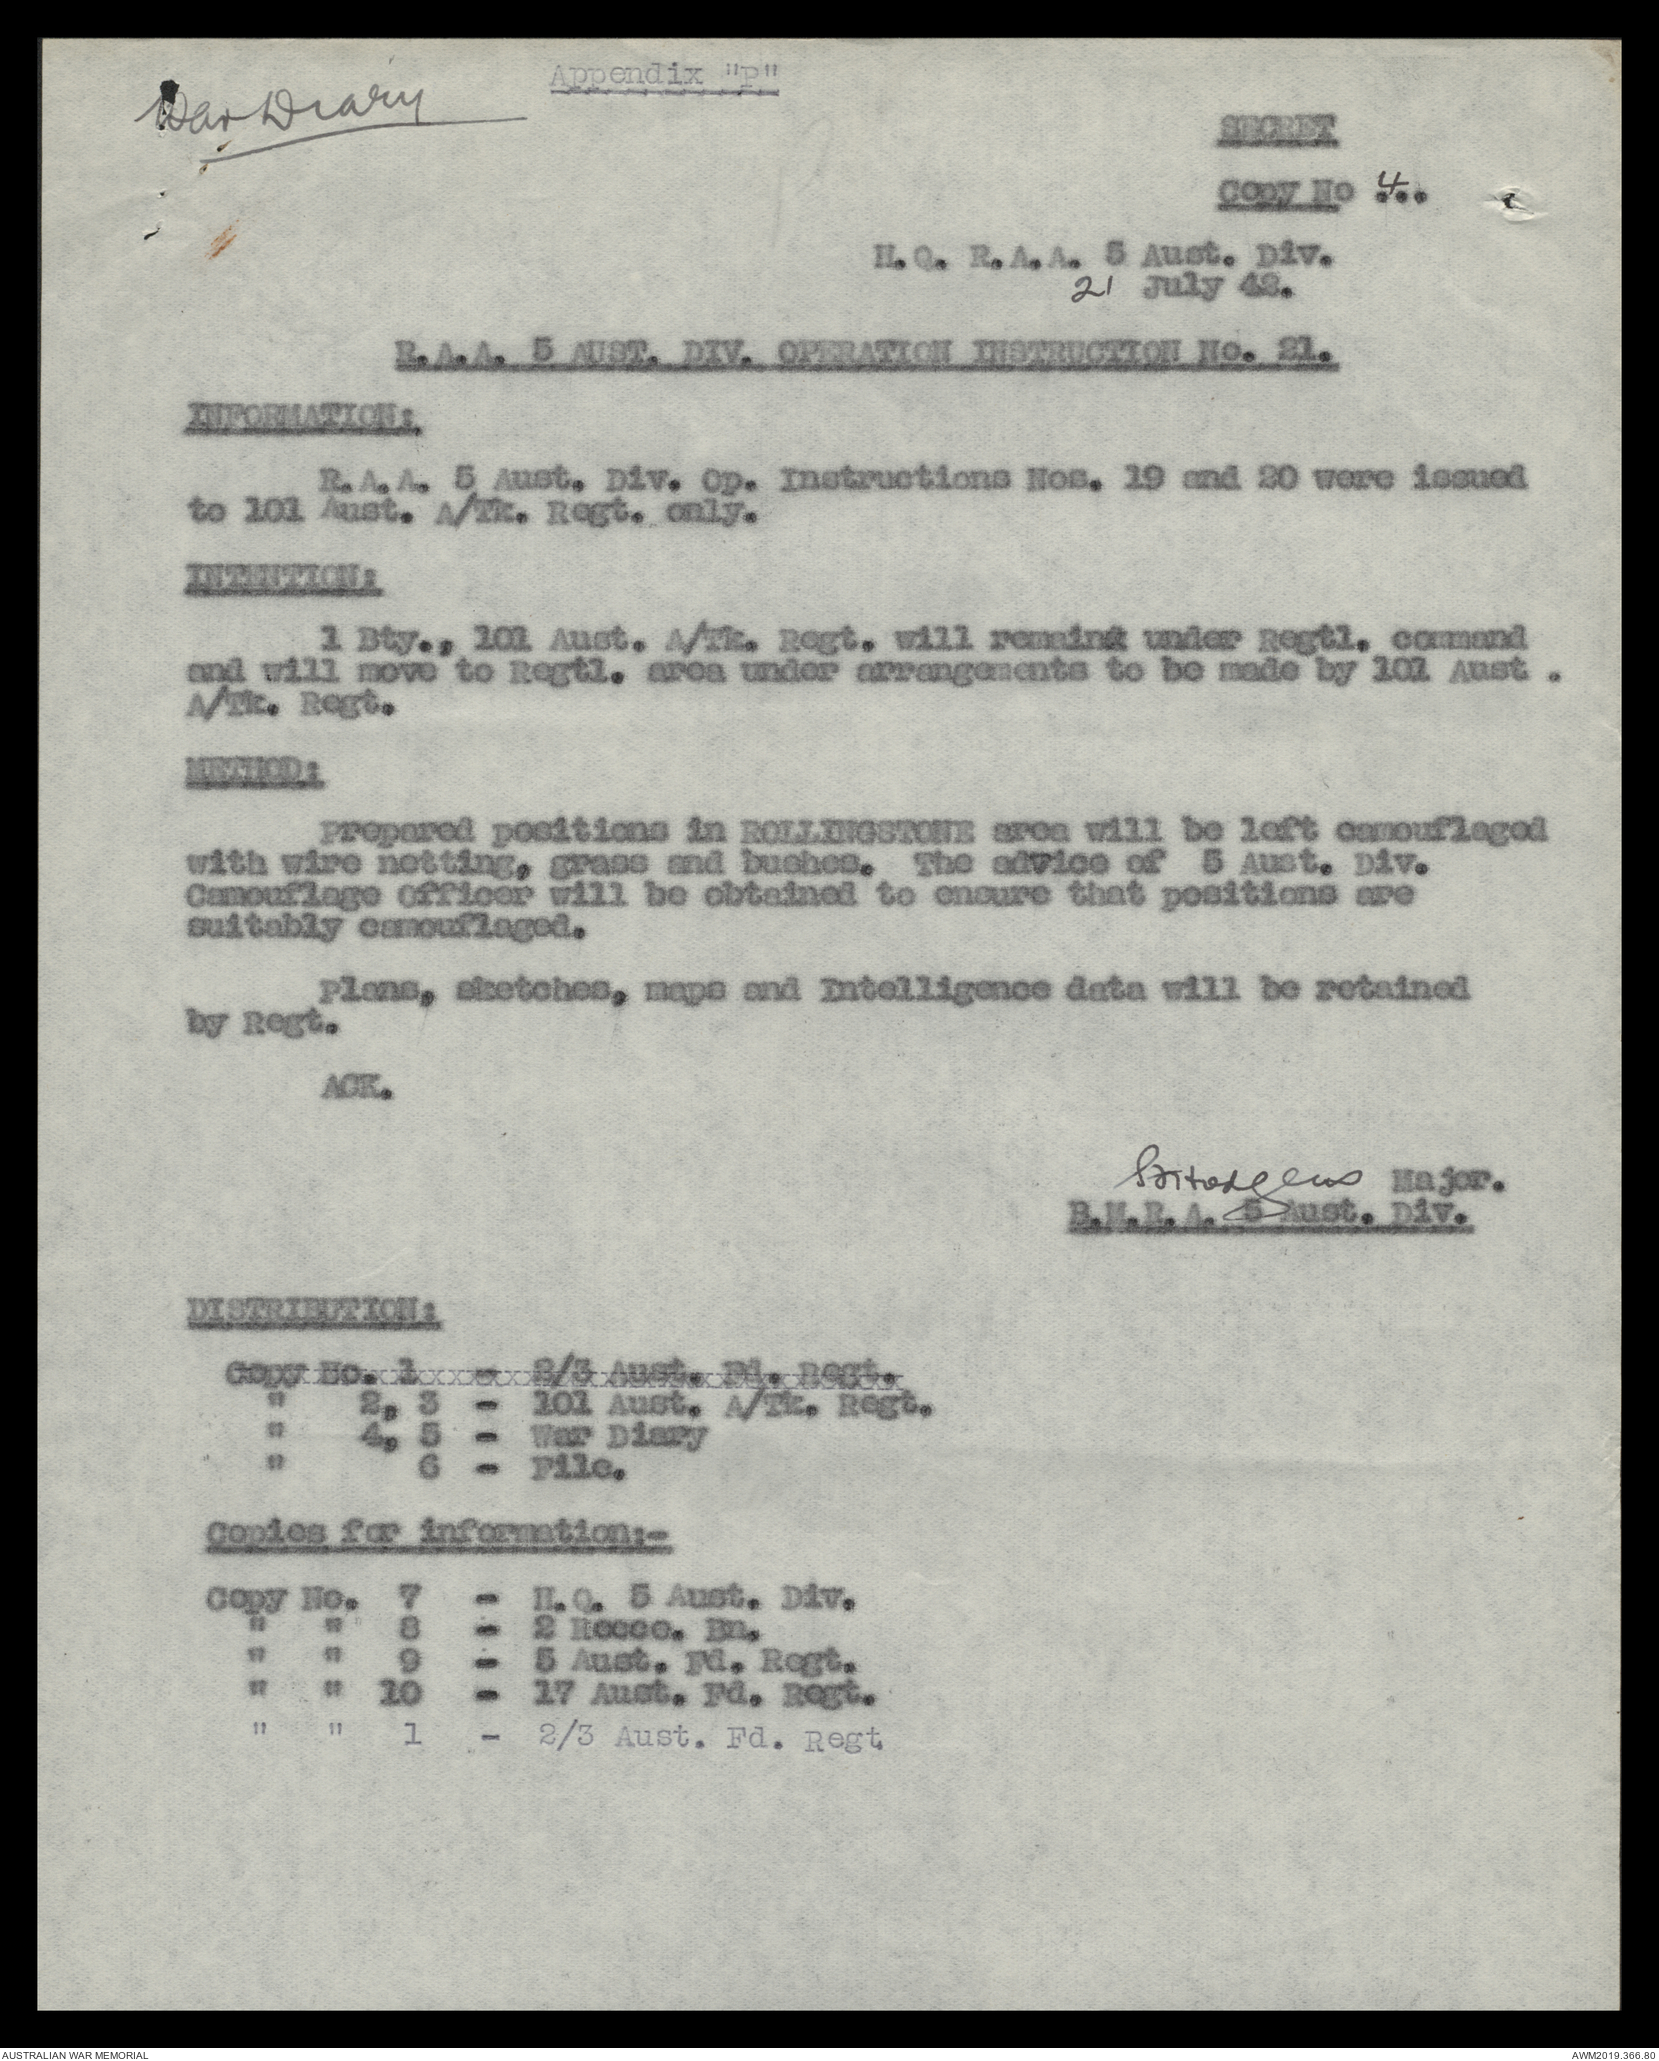 Appendix "P"
War Diary
SECRET
Copy No 4...
H.Q. R.A.A. 5 Aust. Div.
21 July 42.
R.A.A. 5 AUST. DIV. OPERATION INSTRUCTION No. 21.
INFORMATION:
R.A.A. 5 Aust. Div. Op. Instructions Nos. 19 and 20 were issued
to 101 Aust. A/Tk. Regt. only.
INTENTION:
1 Bty., 101 Aust. A/Tk. Regt. will remain under Regtl. command
and will move to Regtl. area under arrangements to be made by 101 Aust .
A/Tk. Regt.
METHOD:
Prepared positions in ROLLINGSTONE area will be left camouflaged
with wire netting, grass and bushes. The advice of 5 Aust. Div.
Camouflage Officer will be obtained to ensure that positions are
suitably camouflaged.
Plans, sketches, maps and Intelligence data will be retained
by Regt.
ACK.
Major.
B.M.R.A. 5 Aust. Div.
DISTRIBUTION:
Copy No. 1 - 2/3 Aust. Fd. Regt.
" 2, 3 - 101 Aust. A/Tk. Regt.
" 4, 5 - War Diary
" 6 - File.
Copies for information:-
Copy No. 7 - H.Q. 5 Aust. Div.
" " 8 - 2 Recce. Bn.
" " 9 - 5 Aust. Fd. Regt.
" " 10 - 17 Aust. Fd. Regt.
" " 1 - 2/3 Aust. Fd. Regt
AUSTRALIAN WAR MEMORIAL
AWM2019.366.80